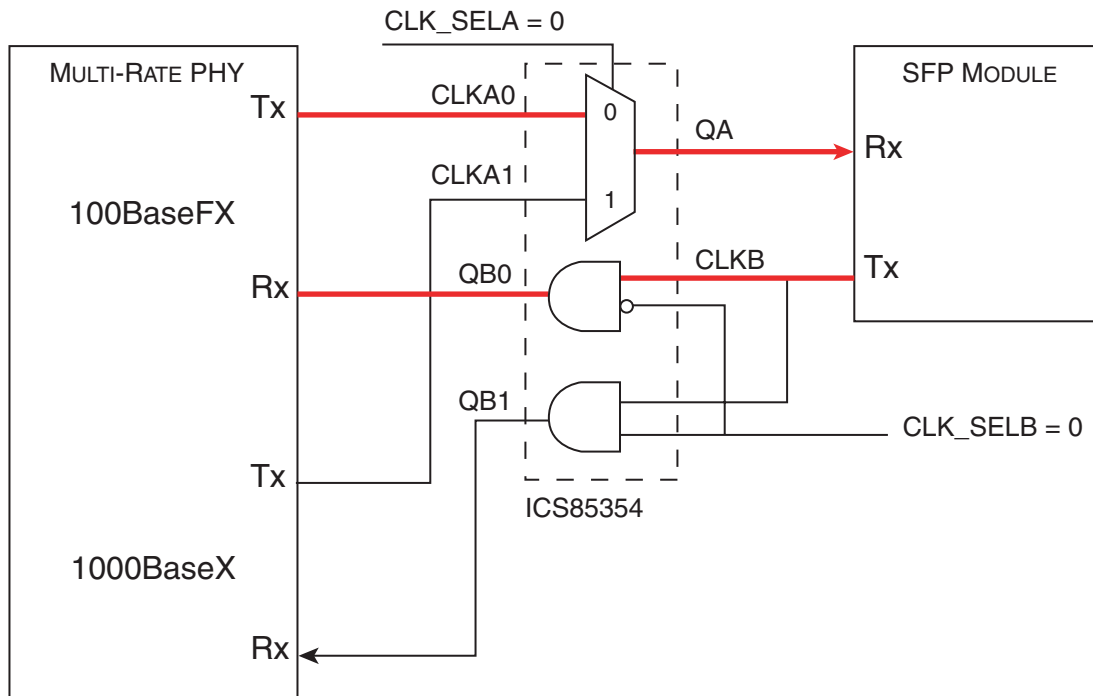 CLK_SELA = 0
MULTI-RATE PHY
SFP MODULE
Tx
CLKA0
0
QA
Rx
CLKA1
1
100BaseFX
Rx
QB0
CLKB
Tx
QB1
CLK_SELB = 0
Tx
ICS85354
1000BaseX
Rx